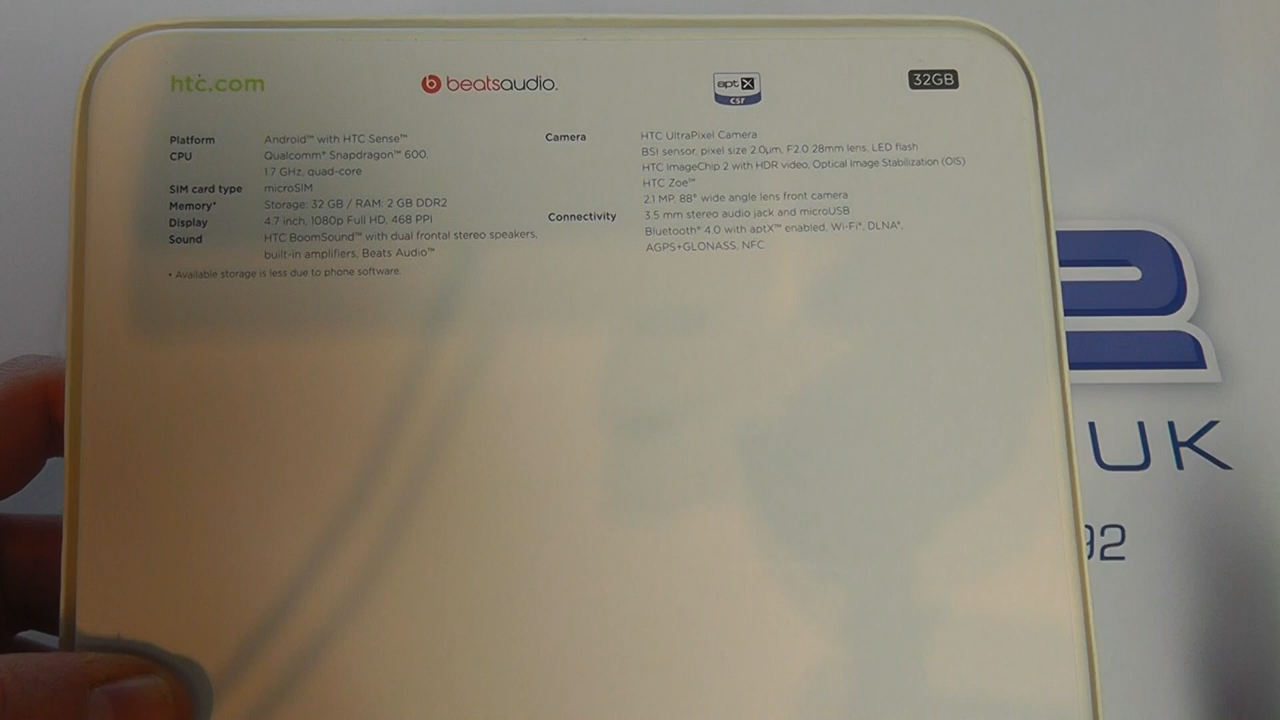 htc.com
beatsaudio.
aptX
CSr
32GB
Platform Android™ with HTC Sense™
CPU Qualcomm® Snapdragon™ 600,
1.7 GHz, quad-core
SIM card type microSIM
Memory* Storage: 32 GB / RAM: 2 GB DDR2
Display 4.7 inch, 1080p Full HD, 468 PPI
Sound HTC BoomSound™ with dual frontal stereo speakers,
built-in amplifiers, Beats Audio™
• Available storage is less due to phone software.
Camera HTC UltraPixel Camera
BSI sensor, pixel size 2.0μm, F2.0 28mm lens, LED flash
HTC ImageChip 2 with HDR video, Optical Image Stabilization (OIS)
HTC Zoe™
2.1 MP, 88° wide angle lens front camera
Connectivity 3.5 mm stereo audio jack and microUSB
Bluetooth® 4.0 with aptX™ enabled, Wi-Fi®, DLNA®,
AGPS+GLONASS, NFC
UK
92